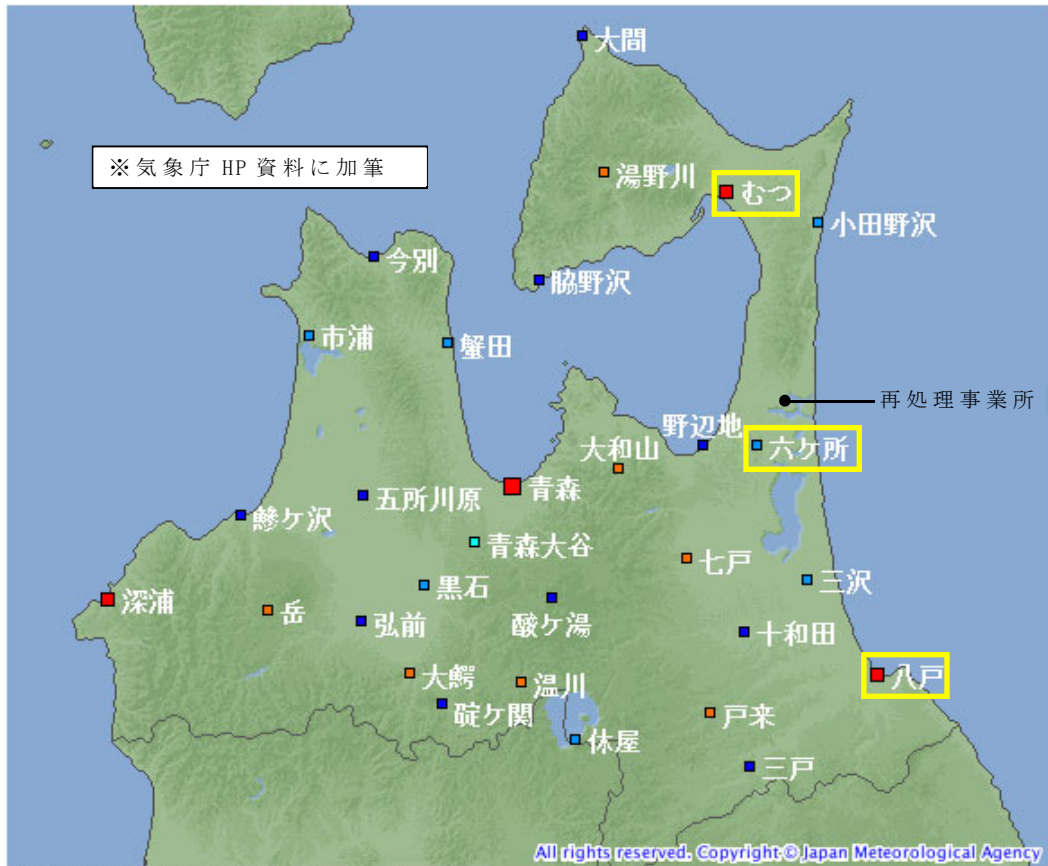 大間
※気象庁 HP 資料に加筆
湯野川
むつ
小田野沢
今別
脇野沢
市浦
蟹田
再処理事業所
野辺地
大和山
六ケ所
青森
五所川原
鰺ケ沢
青森大谷
七戸
三沢
黒石
深浦
岳
弘前
酸ケ湯
十和田
八戸
大鰐
温川
碇ケ関
戸来
休屋
三戸
All rights reserved. Copyright © Japan Meteorological Agency